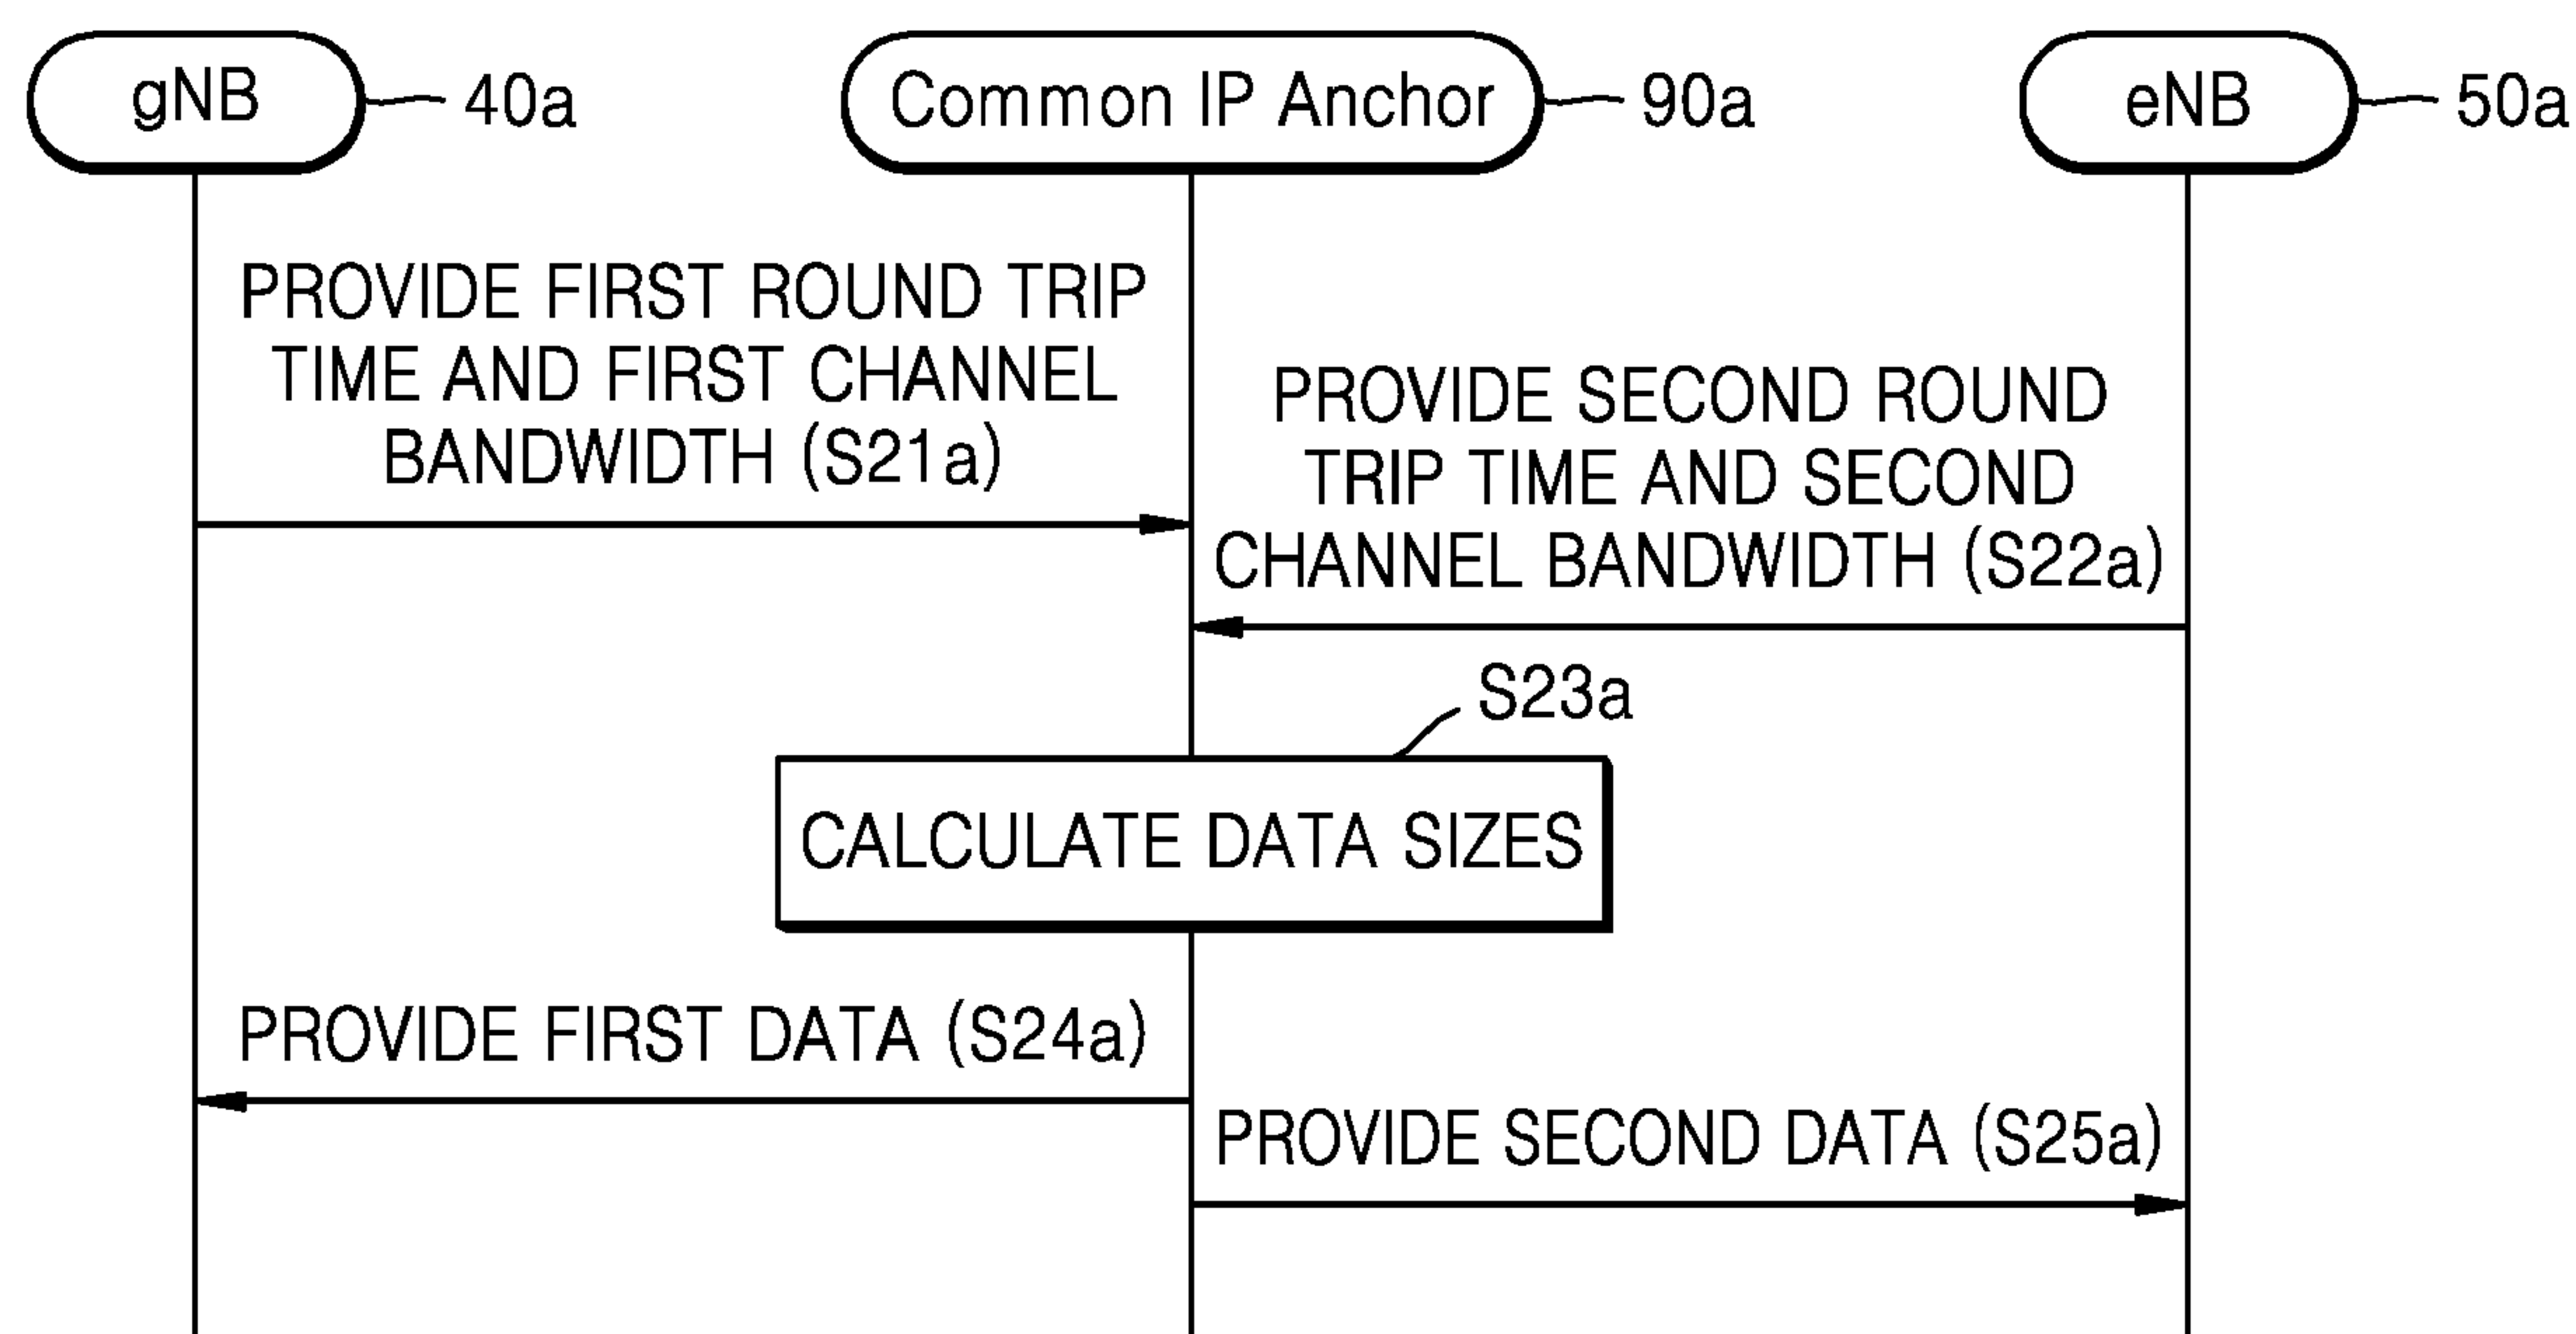 gNB
40a
Common IP Anchor
90a
eNB
50a
PROVIDE FIRST ROUND TRIP
TIME AND FIRST CHANNEL
BANDWIDTH (S21a)
PROVIDE SECOND ROUND
TRIP TIME AND SECOND
CHANNEL BANDWIDTH (S22a)
S23a
CALCULATE DATA SIZES
PROVIDE FIRST DATA (S24a)
PROVIDE SECOND DATA (S25a)